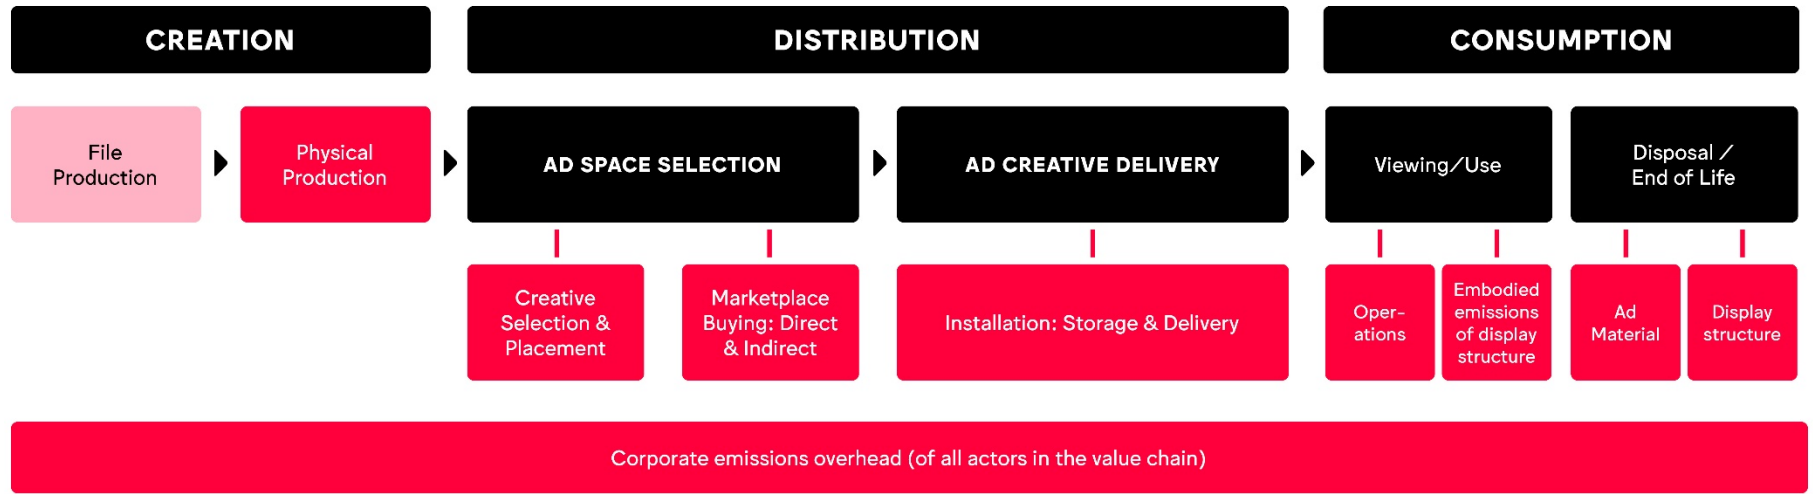 CREATION
DISTRIBUTION
CONSUMPTION
File
Production
Physical
Production
AD SPACE SELECTION
AD CREATIVE DELIVERY
Viewing/Use
Disposal /
End of Life
Creative
Selection &
Placement
Marketplace
Buying: Direct
& Indirect
Installation: Storage & Delivery
Oper-
ations
Embodied
emissions
of display
structure
Ad
Material
Display
structure
Corporate emissions overhead (of all actors in the value chain)